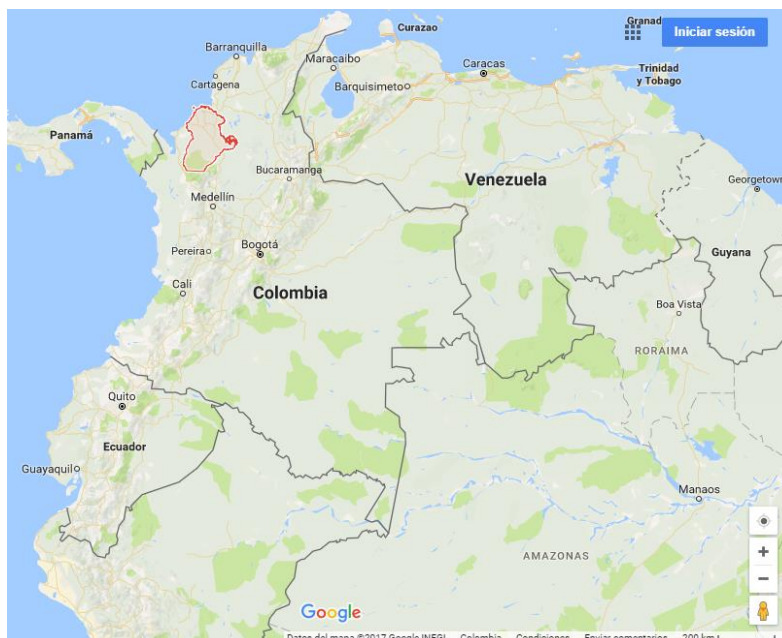 Granad
Iniciar sesión
Curazao
Barranquilla
Maracaibo
Caracas
Trinidad
y Tobago
Cartagena
Barquisimeto
Panamá
Bucaramanga
Venezuela
Georgetown
Medellín
Pereira
Bogotá
Guyana
Cali
Colombia
Boa Vista
RORAIMA
Quito
Ecuador
Guayaquil
Manaos
AMAZONAS
Google
Datos del mapa ©2017 Google, INEGI Colombia Condiciones Enviar comentarios 200 km